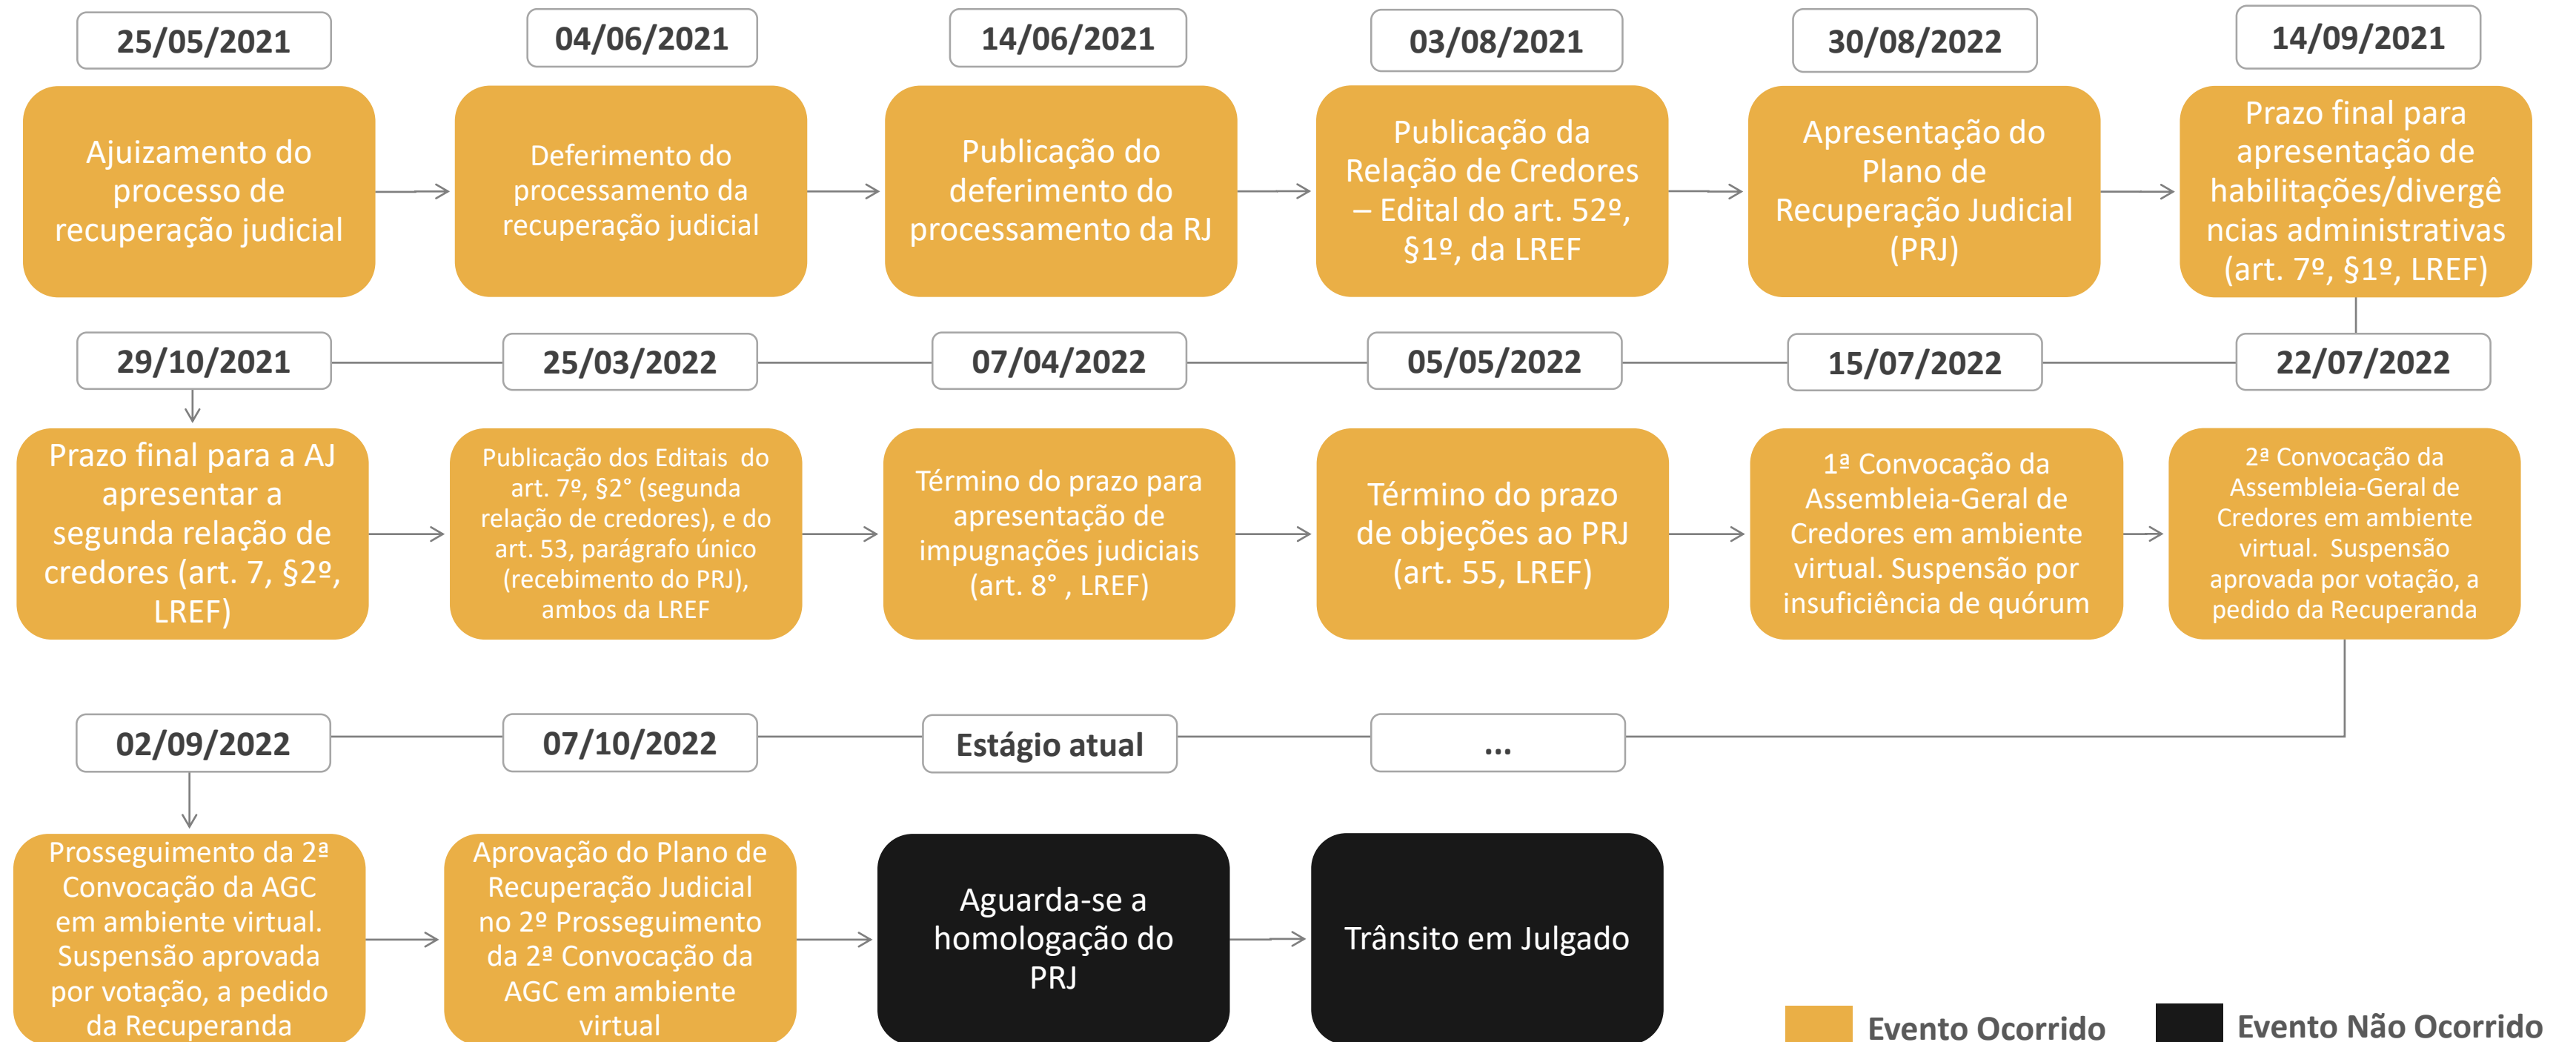 25/05/2021
Ajuizamento do
processo de
recuperação judicial
04/06/2021
Deferimento do
processamento da
recuperação judicial
14/06/2021
Publicação do
deferimento do
processamento da RJ
03/08/2021
Publicação da
Relação de Credores
– Edital do art. 52º,
§1º, da LREF
30/08/2022
Apresentação do
Plano de
Recuperação Judicial
(PRJ)
14/09/2021
Prazo final para
apresentação de
habilitações/divergê
ncias administrativas
(art. 7º, §1º, LREF)
29/10/2021
Prazo final para a AJ
apresentar a
segunda relação de
credores (art. 7, §2º,
LREF)
25/03/2022
Publicação dos Editais do
art. 7º, §2° (segunda
relação de credores), e do
art. 53, parágrafo único
(recebimento do PRJ),
ambos da LREF
07/04/2022
Término do prazo para
apresentação de
impugnações judiciais
(art. 8° , LREF)
05/05/2022
Término do prazo
de objeções ao PRJ
(art. 55, LREF)
15/07/2022
1ª Convocação da
Assembleia-Geral de
Credores em ambiente
virtual. Suspensão por
insuficiência de quórum
22/07/2022
2ª Convocação da
Assembleia-Geral de
Credores em ambiente
virtual. Suspensão
aprovada por votação, a
pedido da Recuperanda
02/09/2022
Prosseguimento da 2ª
Convocação da AGC
em ambiente virtual.
Suspensão aprovada
por votação, a pedido
da Recuperanda
07/10/2022
Aprovação do Plano de
Recuperação Judicial
no 2º Prosseguimento
da 2ª Convocação da
AGC em ambiente
virtual
Estágio atual
Aguarda-se a
homologação do
PRJ
...
Trânsito em Julgado
Evento Ocorrido
Evento Não Ocorrido